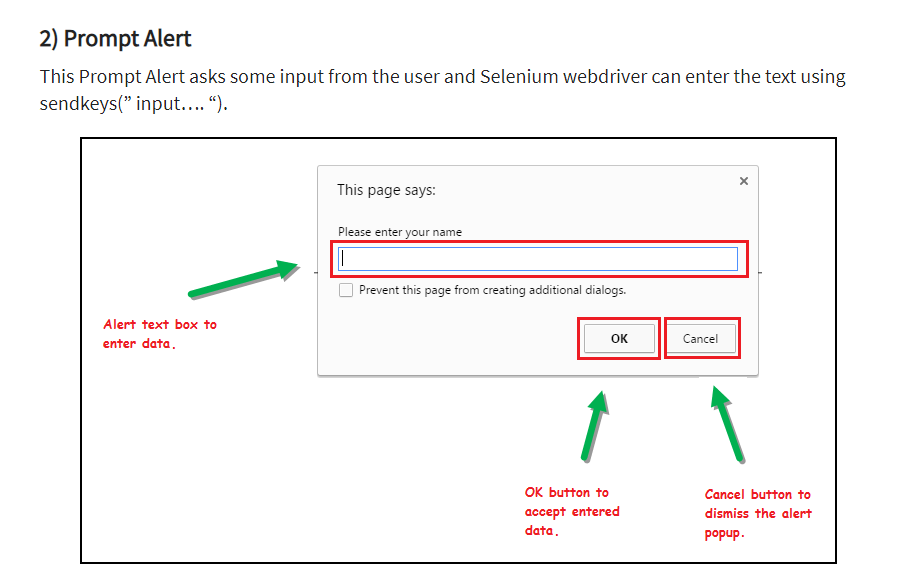 2) Prompt Alert
This Prompt Alert asks some input from the user and Selenium webdriver can enter the text using
sendkeys(” input…. “).
This page says:
Please enter your name
Prevent this page from creating additional dialogs.
OK
Cancel
Alert text box to
enter data.
OK button to
accept entered
data.
Cancel button to
dismiss the alert
popup.